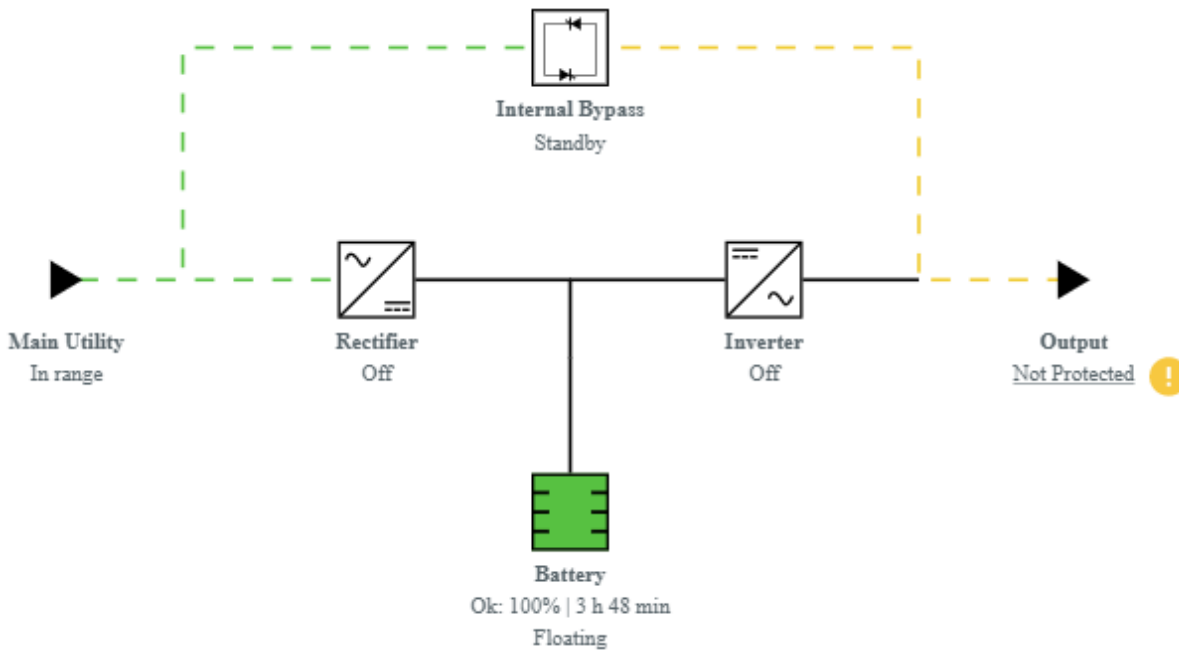 Internal Bypass
Standby
Main Utility
In range
Rectifier
Off
Inverter
Off
Output
Not Protected
!
Battery
Ok: 100% | 3 h 48 min
Floating